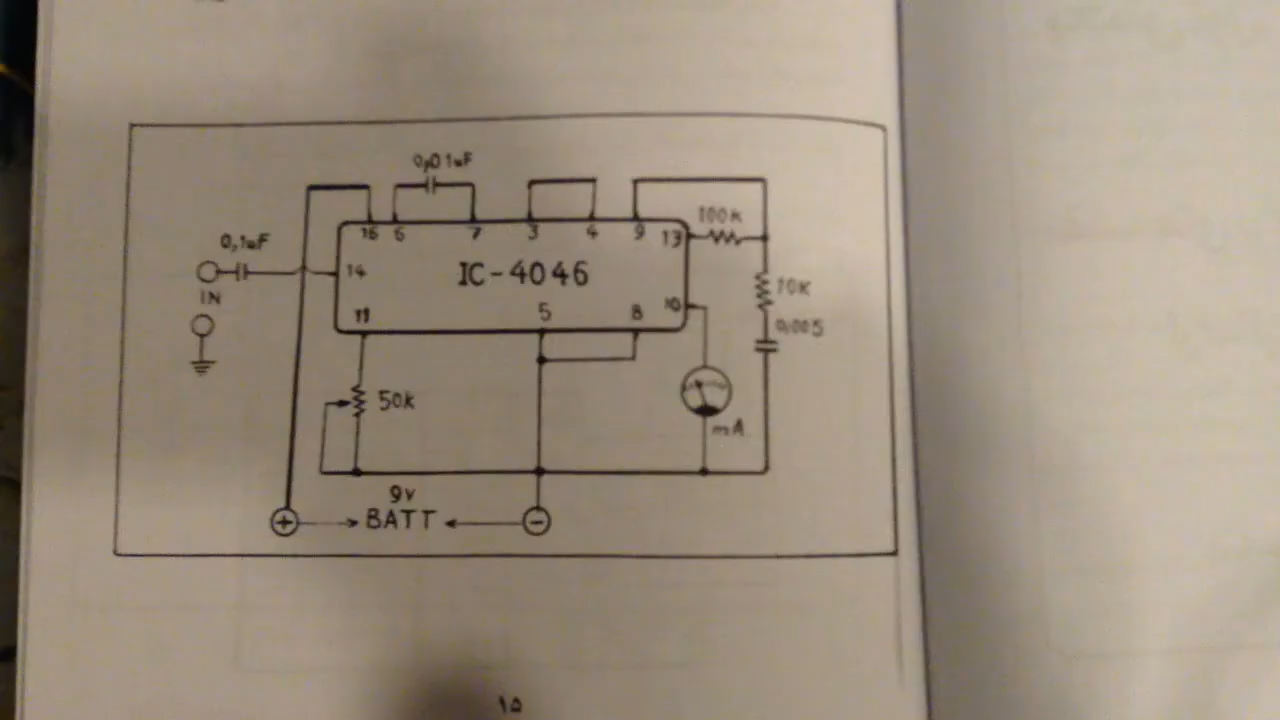 0,01uF
16 6 7 3 4 9
100k
13
0,1uF
14
IC-4046
IN
10
10K
11
5
8
0,005
50k
mA
9v
+ BATT -
۱۵